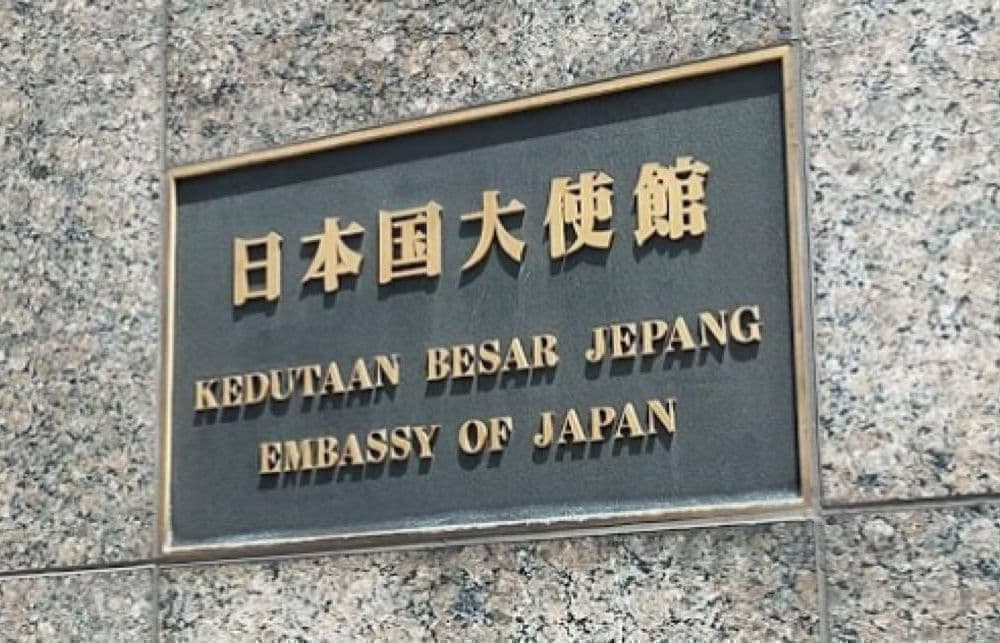 日本国大使館
KEDUTAAN BESAR JEPANG
EMBASSY OF JAPAN